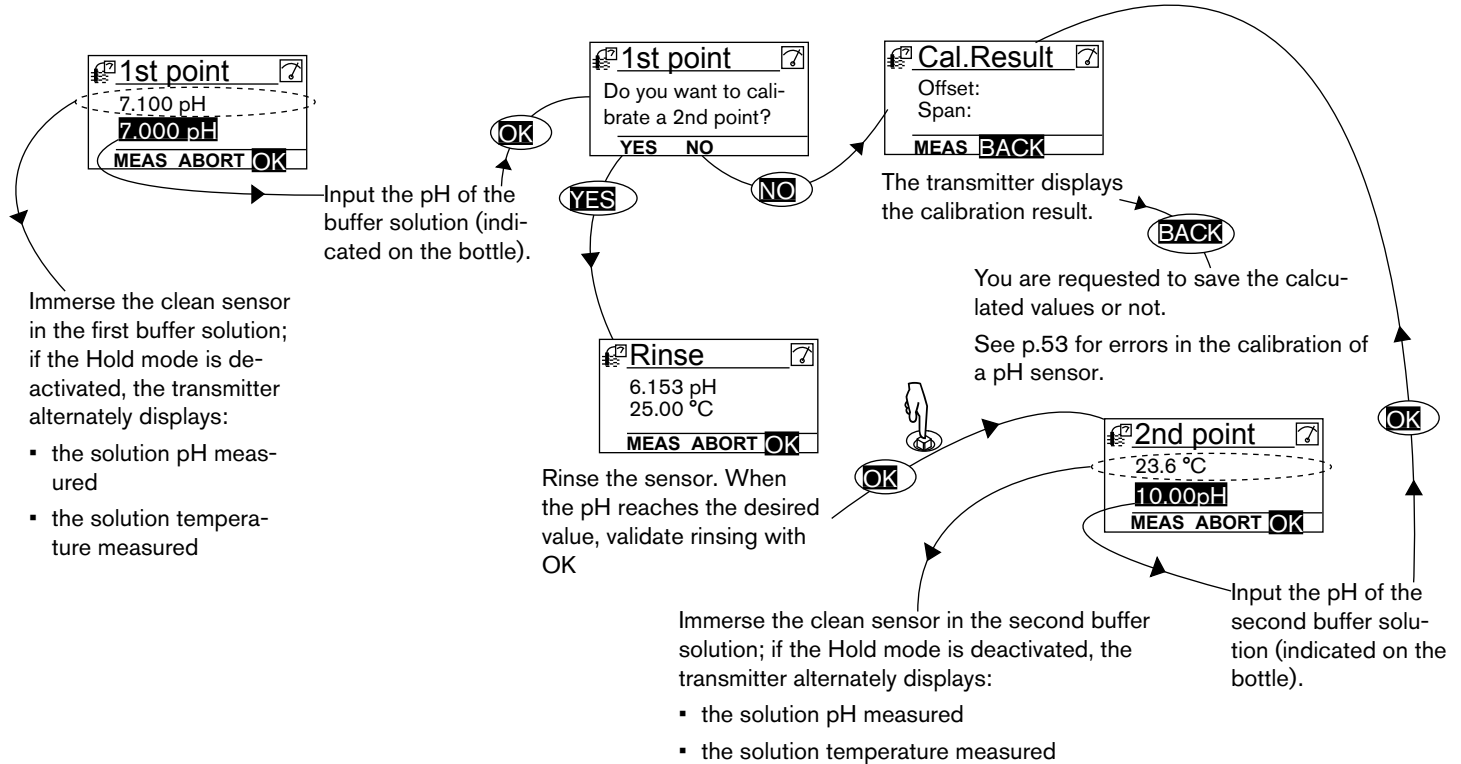 1st point
7.100 pH
7.000 pH
MEAS ABORT OK
Immerse the clean sensor
in the first buffer solution;
if the Hold mode is de-
activated, the transmitter
alternately displays:
▪ the solution pH meas-
ured
▪ the solution tempera-
ture measured
Input the pH of the
buffer solution (indi-
cated on the bottle).
OK
1st point
Do you want to cali-
brate a 2nd point?
YES NO
YES
NO
Cal.Result
Offset:
Span:
MEAS BACK
The transmitter displays
the calibration result.
BACK
You are requested to save the calcu-
lated values or not.
See p.53 for errors in the calibration of
a pH sensor.
Rinse
6.153 pH
25.00 °C
MEAS ABORT OK
Rinse the sensor. When
the pH reaches the desired
value, validate rinsing with
OK
OK
2nd point
23.6 °C
10.00pH
MEAS ABORT OK
OK
Immerse the clean sensor in the second buffer
solution; if the Hold mode is deactivated, the
transmitter alternately displays:
▪ the solution pH measured
▪ the solution temperature measured
Input the pH of the
second buffer solu-
tion (indicated on the
bottle).